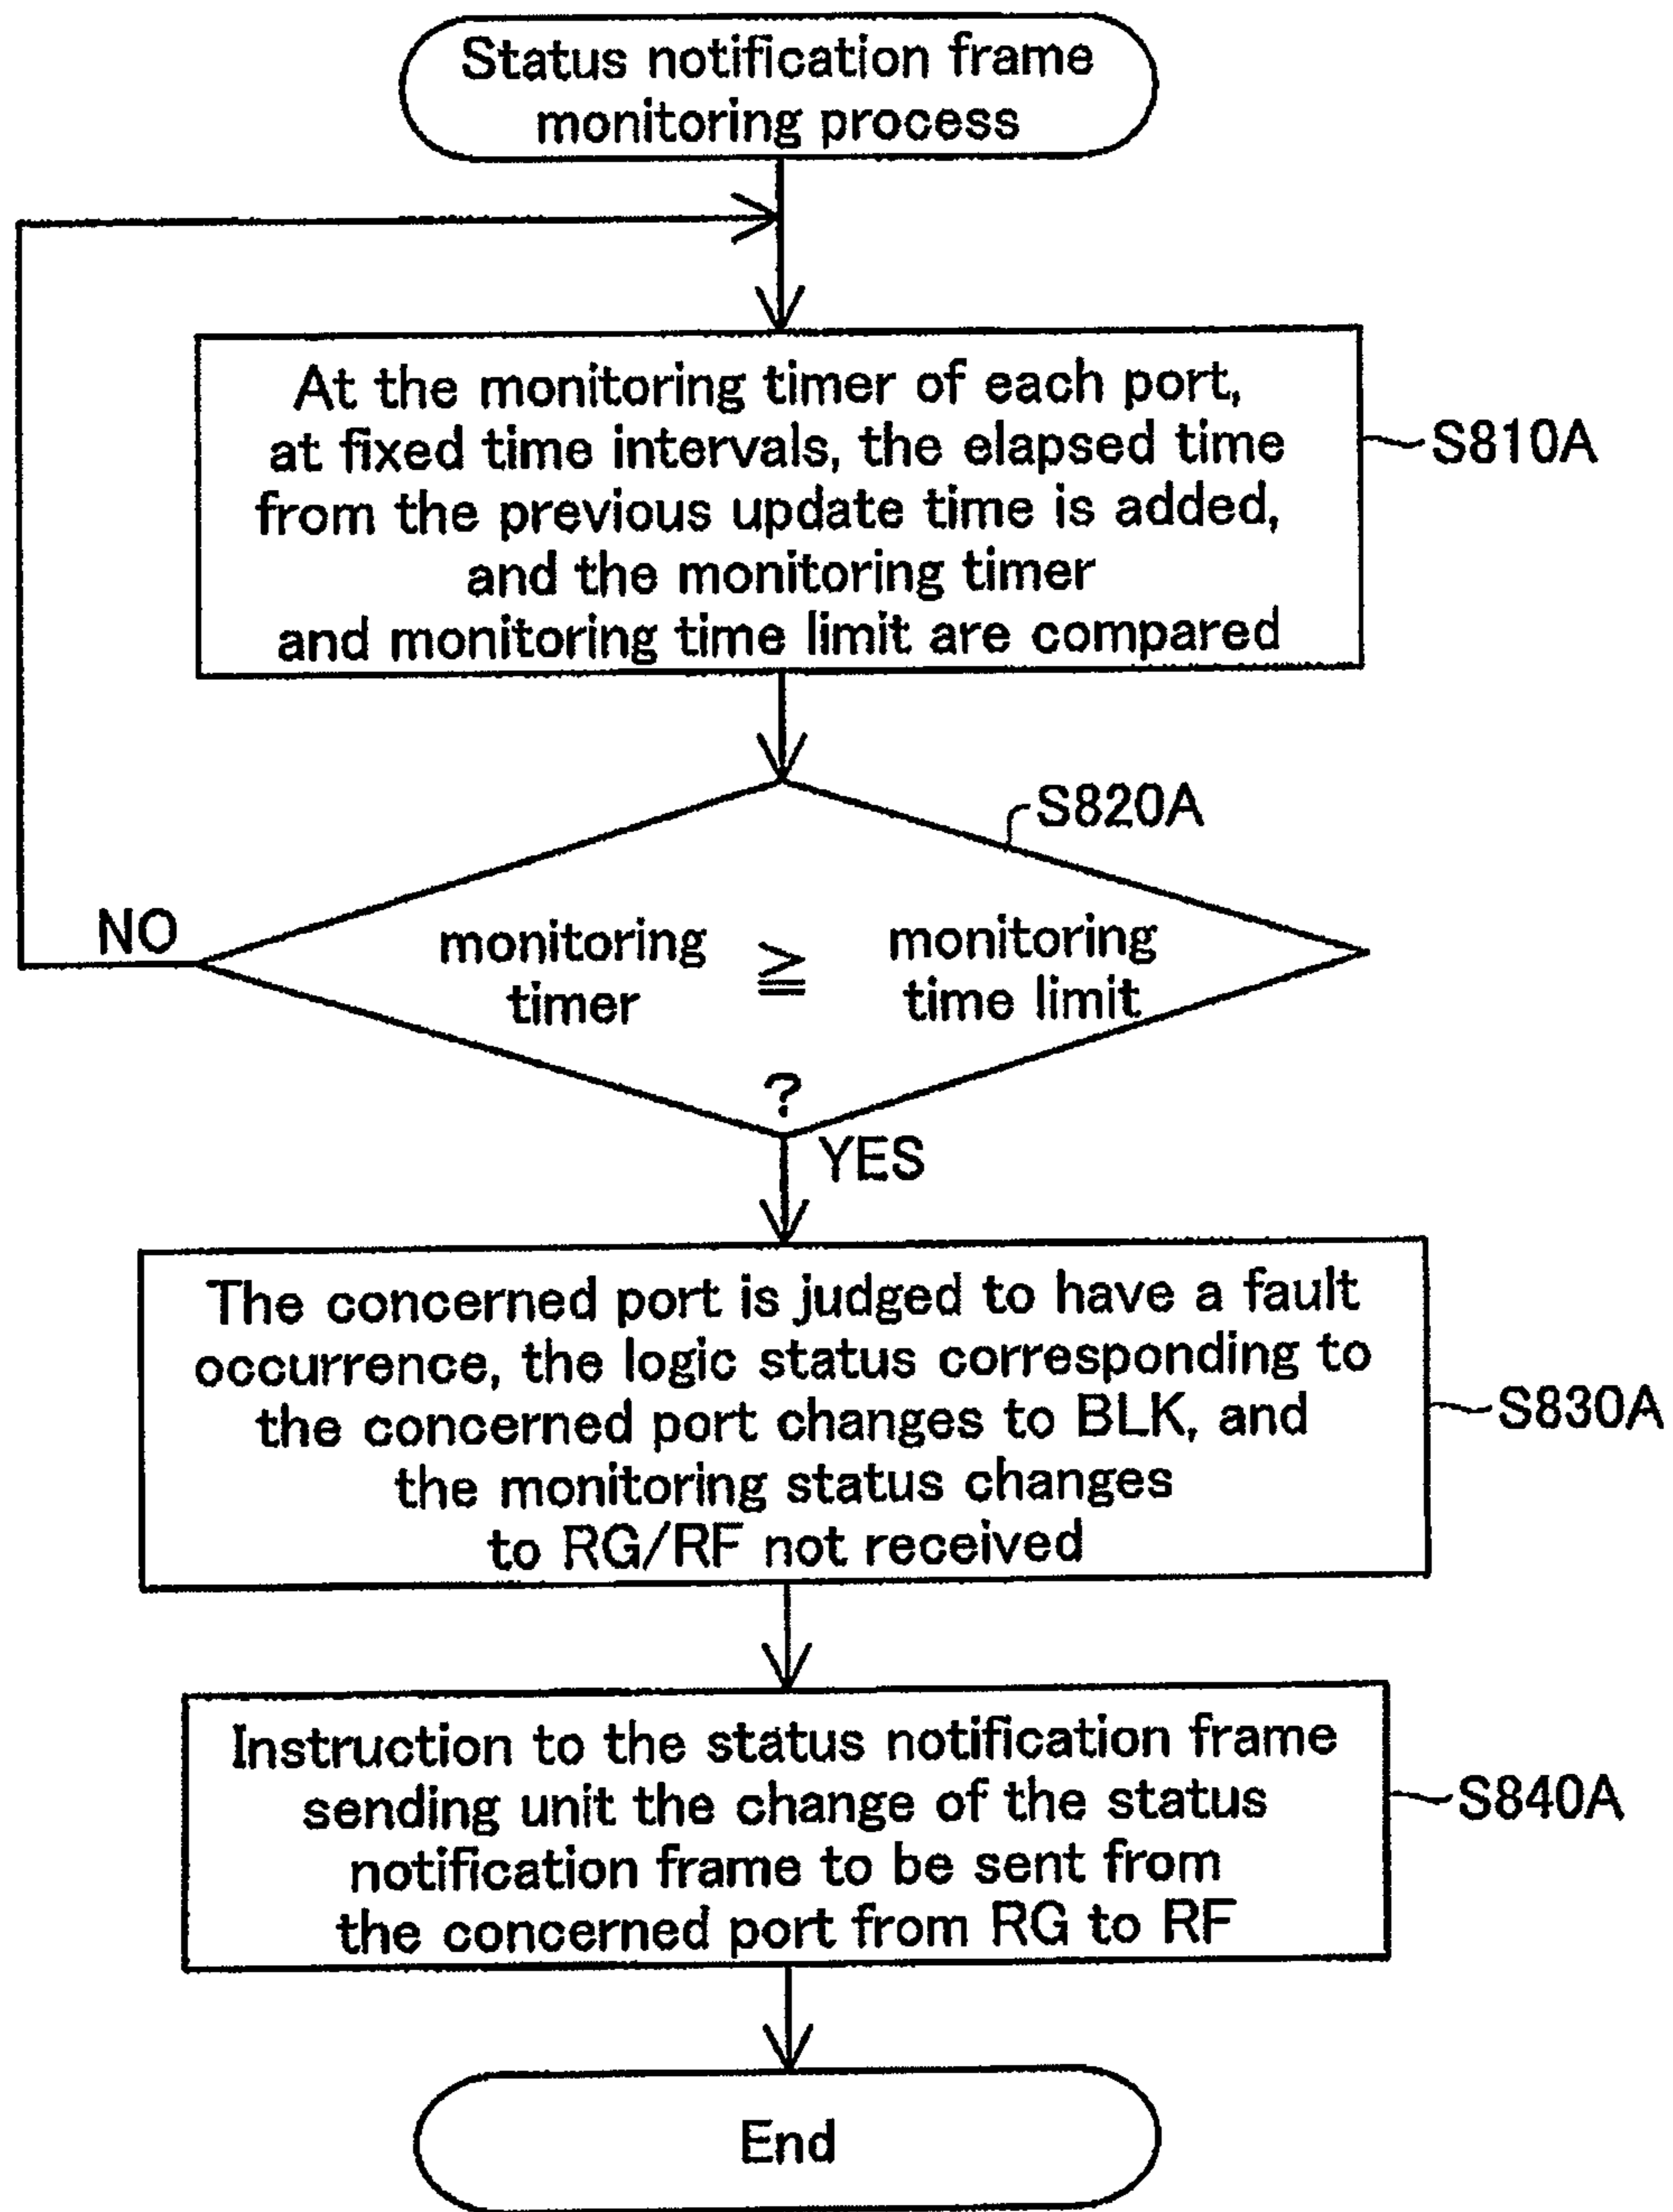 Status notification frame
monitoring process
At the monitoring timer of each port,
at fixed time intervals, the elapsed time
from the previous update time is added,
and the monitoring timer
and monitoring time limit are compared
S810A
S820A
NO
monitoring
timer
≧
monitoring
time limit
?
YES
The concerned port is judged to have a fault
occurrence, the logic status corresponding to
the concerned port changes to BLK, and
the monitoring status changes
to RG/RF not received
S830A
Instruction to the status notification frame
sending unit the change of the status
notification frame to be sent from
the concerned port from RG to RF
S840A
End